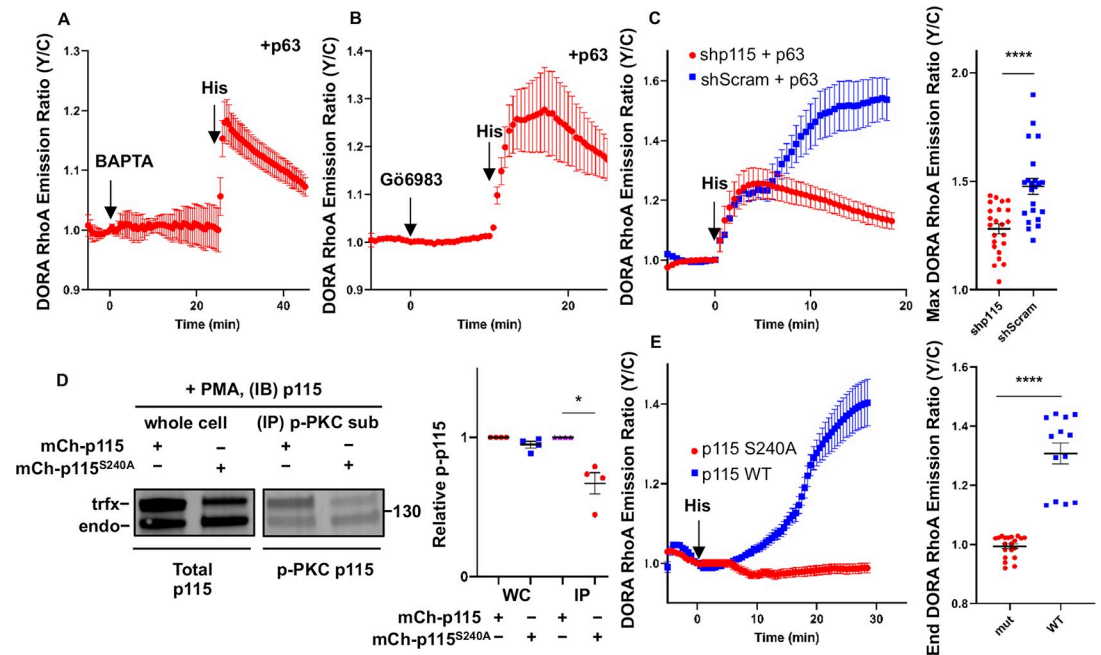 A
DORA RhoA Emission Ratio (Y/C)
+p63
BAPTA
His
1.3
1.2
1.1
1.0
0.9
0
20
40
Time (min)
B
DORA RhoA Emission Ratio (Y/C)
+p63
Gö6983
His
1.4
1.3
1.2
1.1
1.0
0.9
0
20
Time (min)
C
DORA RhoA Emission Ratio (Y/C)
shp115 + p63
shScram + p63
His
1.6
1.4
1.2
1.0
0
10
20
Time (min)
Max DORA RhoA Emission Ratio (Y/C)
****
2.0
1.5
1.0
shp115
shScram
D
+ PMA, (IB) p115
whole cell
(IP) p-PKC sub
mCh-p115 + – + –
mCh-p115S240A – + – +
trfx–
endo–
-130
Total
p115
p-PKC p115
Relative p-p115
*
1
0
WC
IP
mCh-p115 + – + –
mCh-p115S240A – + – +
E
DORA RhoA Emission Ratio (Y/C)
p115 S240A
p115 WT
His
1.4
1.2
1.0
0
10
20
30
Time (min)
End DORA RhoA Emission Ratio (Y/C)
****
1.6
1.4
1.2
1.0
0.8
mut
WT